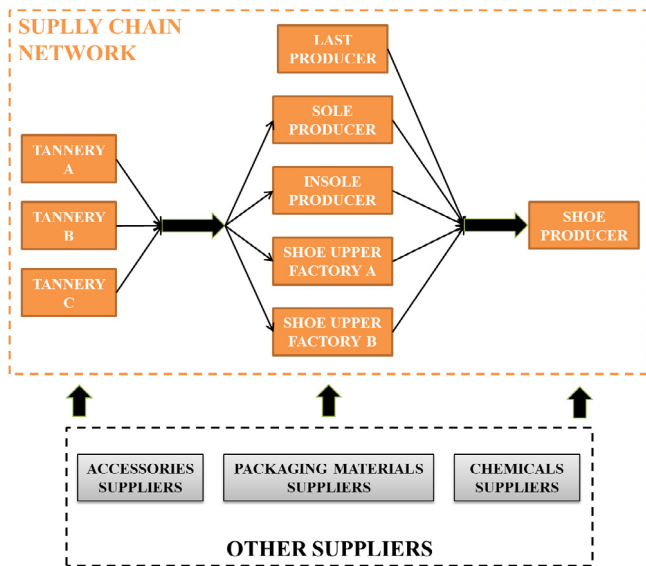 SUPLLY CHAIN
NETWORK
LAST
PRODUCER
SOLE
PRODUCER
TANNERY
A
INSOLE
PRODUCER
TANNERY
B
SHOE
PRODUCER
SHOE UPPER
FACTORY A
TANNERY
C
SHOE UPPER
FACTORY B
ACCESSORIES
SUPPLIERS
PACKAGING MATERIALS
SUPPLIERS
CHEMICALS
SUPPLIERS
OTHER SUPPLIERS